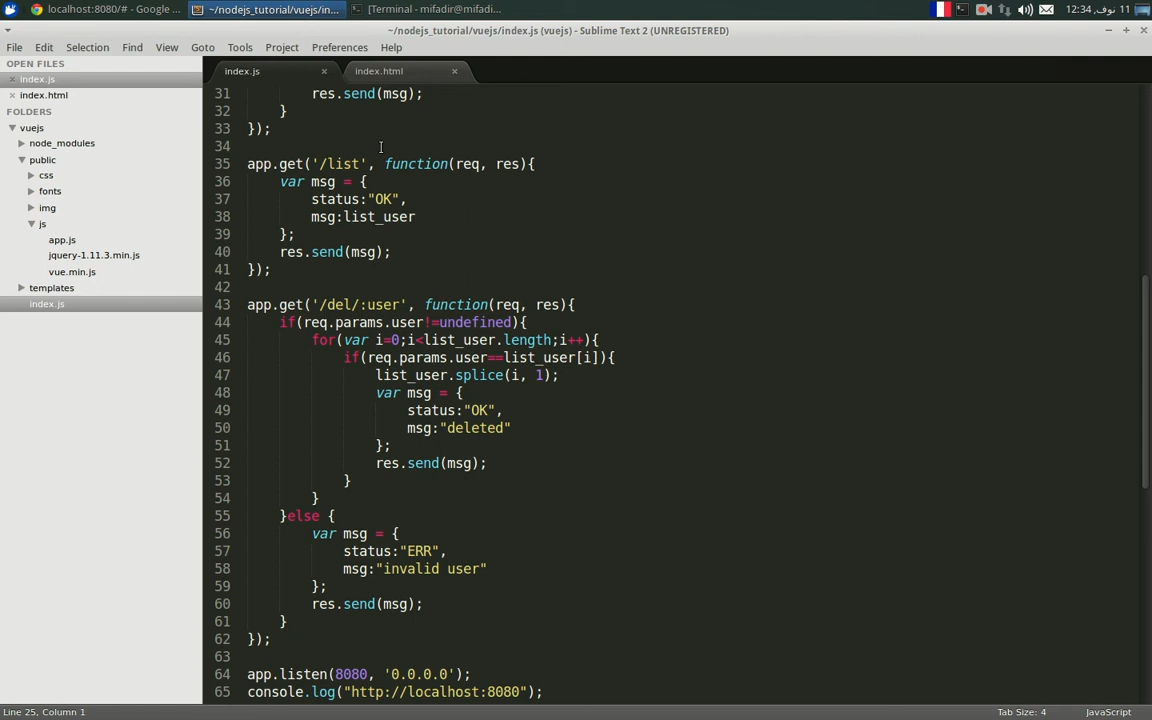 localhost:8080/# - Google ...
~/nodejs_tutorial/vuejs/in...
[Terminal - mifadir@mifadi...
11 نوف, 12:34
~/nodejs_tutorial/vuejs/index.js (vuejs) - Sublime Text 2 (UNREGISTERED)
File Edit Selection Find View Goto Tools Project Preferences Help
OPEN FILES
index.js
index.html
FOLDERS
vuejs
node_modules
public
css
fonts
img
js
app.js
jquery-1.11.3.min.js
vue.min.js
templates
index.js
index.js
index.html
31 res.send(msg);
32 }
33 });
34
35 app.get('/list', function(req, res){
36 var msg = {
37 status:"OK",
38 msg:list_user
39 };
40 res.send(msg);
41 });
42
43 app.get('/del/:user', function(req, res){
44 if(req.params.user!=undefined){
45 for(var i=0;i<list_user.length;i++){
46 if(req.params.user==list_user[i]){
47 list_user.splice(i, 1);
48 var msg = {
49 status:"OK",
50 msg:"deleted"
51 };
52 res.send(msg);
53 }
54 }
55 }else {
56 var msg = {
57 status:"ERR",
58 msg:"invalid user"
59 };
60 res.send(msg);
61 }
62 });
63
64 app.listen(8080, '0.0.0.0');
65 console.log("http://localhost:8080");
Line 25, Column 1
Tab Size: 4
JavaScript